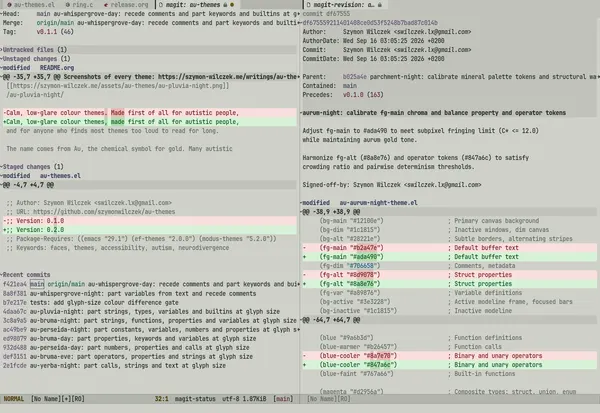 au-themes.el ring.c release.org magit: au-themes
Head: main au-whispergrove-day: recede comments and part keywords and builtins at g
Merge: origin/main au-whispergrove-day: recede comments and part keywords and builtin
Tag: v0.1.1 (46)
Untracked files (1)
Unstaged changes (1)
modified README.org
@@ -35,7 +35,7 @@ Screenshots of every theme: https://szymon-wilczek.me/writings/au-the
[[https://szymon-wilczek.me/assets/au-themes/au-pluvia-night.png]]
/au-pluvia-night/
-Calm, low-glare colour themes. Made first of all for autistic people,
+Calm, low-glare colour themes, made first of all for autistic people,
and for anyone who finds most themes too loud to read for long.
The name comes from Au, the chemical symbol for gold. Many autistic
Staged changes (1)
modified au-themes.el
@@ -4,7 +4,7 @@
;; Author: Szymon Wilczek <swilczek.lx@gmail.com>
;; URL: https://github.com/szymonwilczek/au-themes
-;; Version: 0.1.0
+;; Version: 0.2.0
;; Package-Requires: ((emacs "29.1") (ef-themes "2.0.0") (modus-themes "5.2.0"))
;; Keywords: faces, themes, accessibility, autism, neurodivergence
Recent commits
f421ea4 main origin/main au-whispergrove-day: recede comments and part keywords and bui
8a8f381 au-whispergrove-night: part variables from text and recede comments
b7e217e tests: add glyph-size colour difference gate
4daa67c au-pluvia-night: part strings, types, variables and builtins at glyph size
3c0a9a5 au-bruma-night: part strings, functions, properties and variables at glyph si
ac49be9 au-perseida-night: part constants, variables, numbers and properties at glyph s
ed98079 au-bruma-day: part properties, keywords and variables at glyph size
932d488 au-perseida-day: part numbers, properties and calls at glyph size
def3151 au-bruma-eve: part operators, properties and strings at glyph size
2e1fcde au-yerba-night: part calls, strings and text at glyph size
NORMAL [No Name][+][RO] 32:1 magit-status utf-8 1.87KiB [main]
magit-revision: a…
commit df67555
df6755592111401488ce0d53f5248b7bad87c814b
Author: Szymon Wilczek <swilczek.lx@gmail.com>
AuthorDate: Wed Sep 16 03:05:25 2026 +0200
Commit: Szymon Wilczek <swilczek.lx@gmail.com>
CommitDate: Wed Sep 16 03:05:25 2026 +0200
Parent: b025a4e parchment-night: calibrate mineral palette tokens and structural wa
Contained: main
Precedes: v0.1.0 (163)
aurum-night: calibrate fg-main chroma and balance property and operator tokens
Adjust fg-main to #ade490 to meet subpixel fringing limit (C* <= 12.0)
while maintaining aurum gold tone.
Harmonize fg-alt (#8a8e76) and operator tokens (#847a6c) to satisfy
crowding ratio and pairwise determinism thresholds.
Signed-off-by: Szymon Wilczek <swilczek.lx@gmail.com>
modified au-aurum-night-theme.el
@@ -38,9 +38,9 @@
(bg-main "#12100e") ; Primary canvas background
(bg-dim "#1c1815") ; Inactive windows, dim canvas
(bg-alt "#28221e") ; Subtle borders, alternating stripes
- (fg-main "#b2a47e") ; Default buffer text
+ (fg-main "#ade490") ; Default buffer text
(fg-dim "#706658") ; Comments, metadata
- (fg-alt "#8d9078") ; Struct properties
+ (fg-alt "#8a8e76") ; Struct properties
(fg-var "#a89876") ; Variable definitions
(bg-active "#3e3228") ; Active modeline frame, focused bars
(bg-inactive "#1c1815") ; Inactive modeline
@@ -64,7 +64,7 @@
(blue "#9a6b3d") ; Function definitions
(blue-warmer "#b26457") ; Function calls
- (blue-cooler "#8a7e70") ; Binary and unary operators
+ (blue-cooler "#847a6c") ; Binary and unary operators
(blue-faint "#767a66") ; Built-in functions
(magenta "#d2956a") ; Composite types: struct, union, enum
[No Name][+][RO]